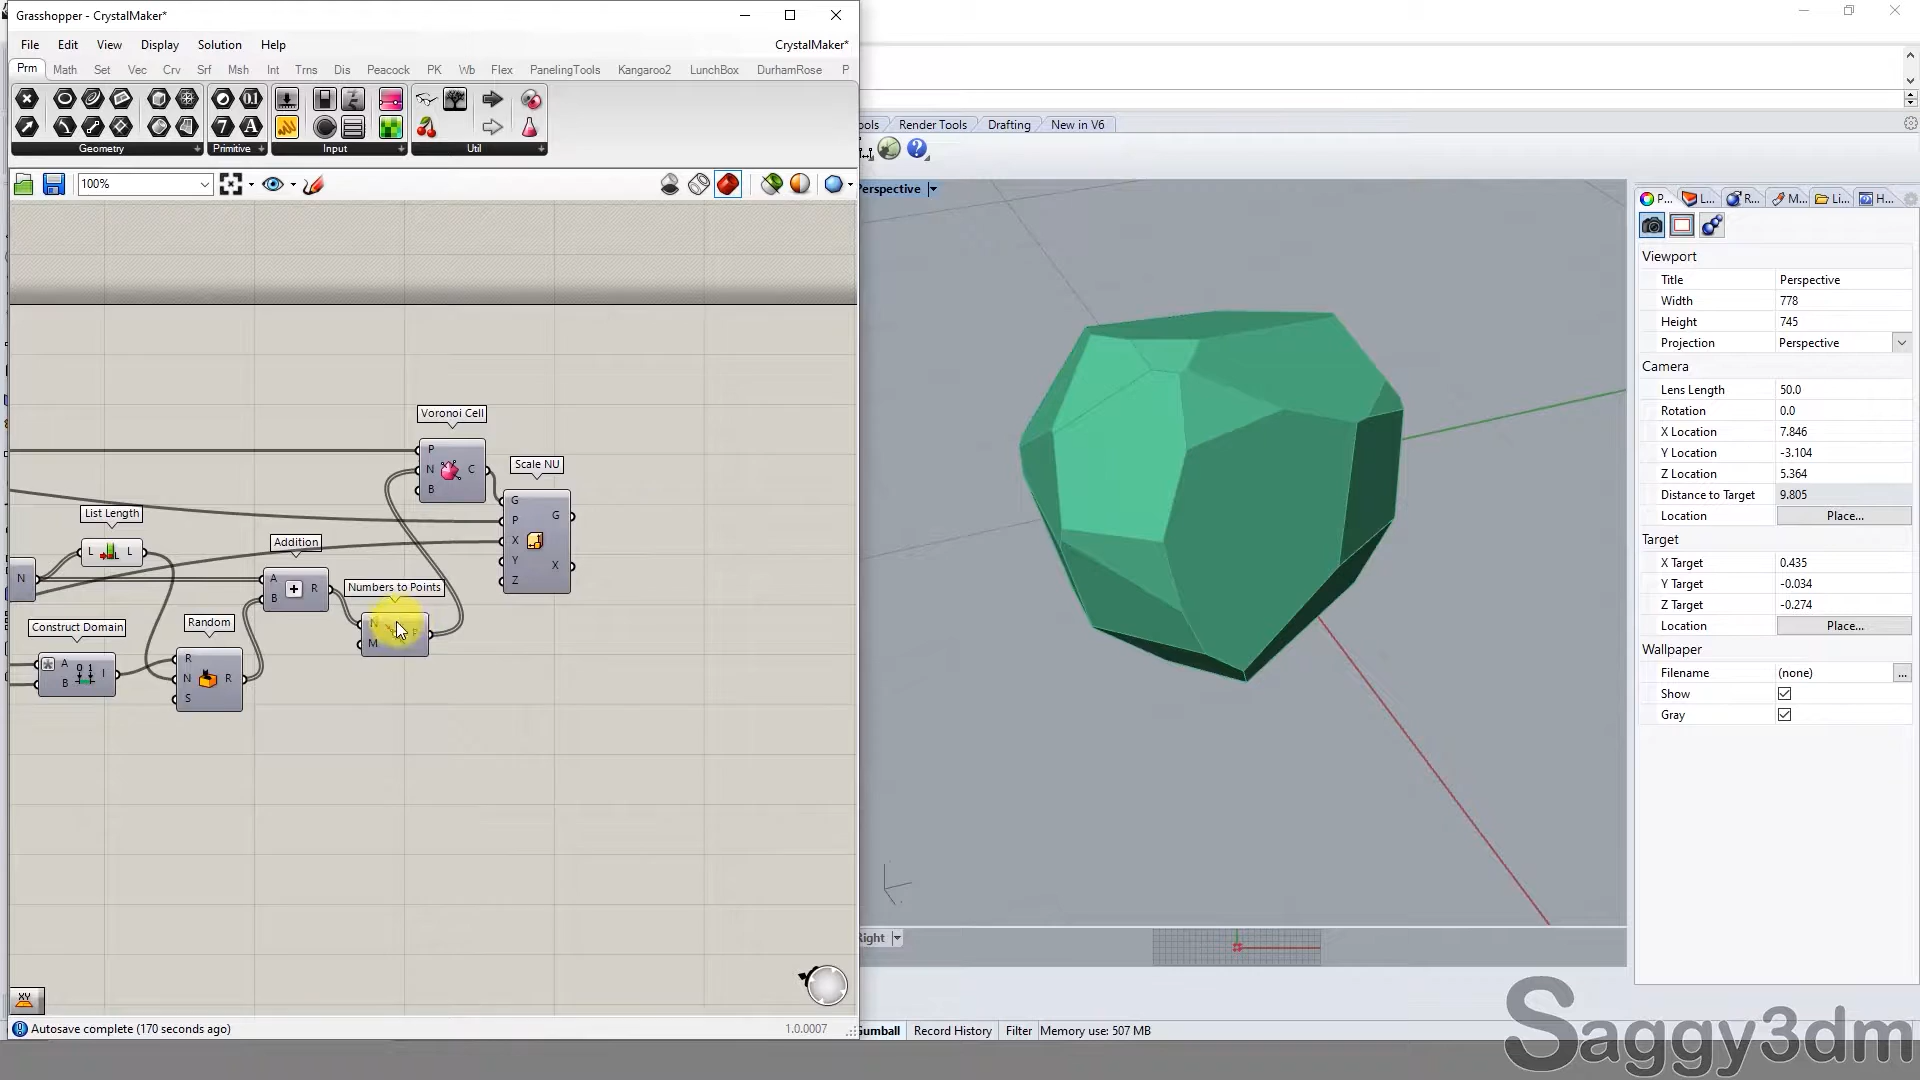 Grasshopper - CrystalMaker*
File Edit View Display Solution Help CrystalMaker*
Prm Math Set Vec Crv Srf Msh Int Trns Dis Peacock PK Wb Flex PanelingTools Kangaroo2 LunchBox DurhamRose P
Geometry Primitive Input Util
100%
ools Render Tools Drafting New in V6
Perspective
Voronoi Cell
P
N C
B
Scale NU
G
P G
X
Y X
Z
List Length
L L
Addition
A
B R
N
Numbers to Points
N
P
M
Construct Domain
A
B I
Random
R
N R
S
XY
Autosave complete (170 seconds ago) 1.0.0007
Right
Gumball Record History Filter Memory use: 507 MB
P... L... R... M... Li... H...
Viewport
Title Perspective
Width 778
Height 745
Projection Perspective
Camera
Lens Length 50.0
Rotation 0.0
X Location 7.846
Y Location -3.104
Z Location 5.364
Distance to Target 9.805
Location Place...
Target
X Target 0.435
Y Target -0.034
Z Target -0.274
Location Place...
Wallpaper
Filename (none) ...
Show
Gray
Saggy3dm